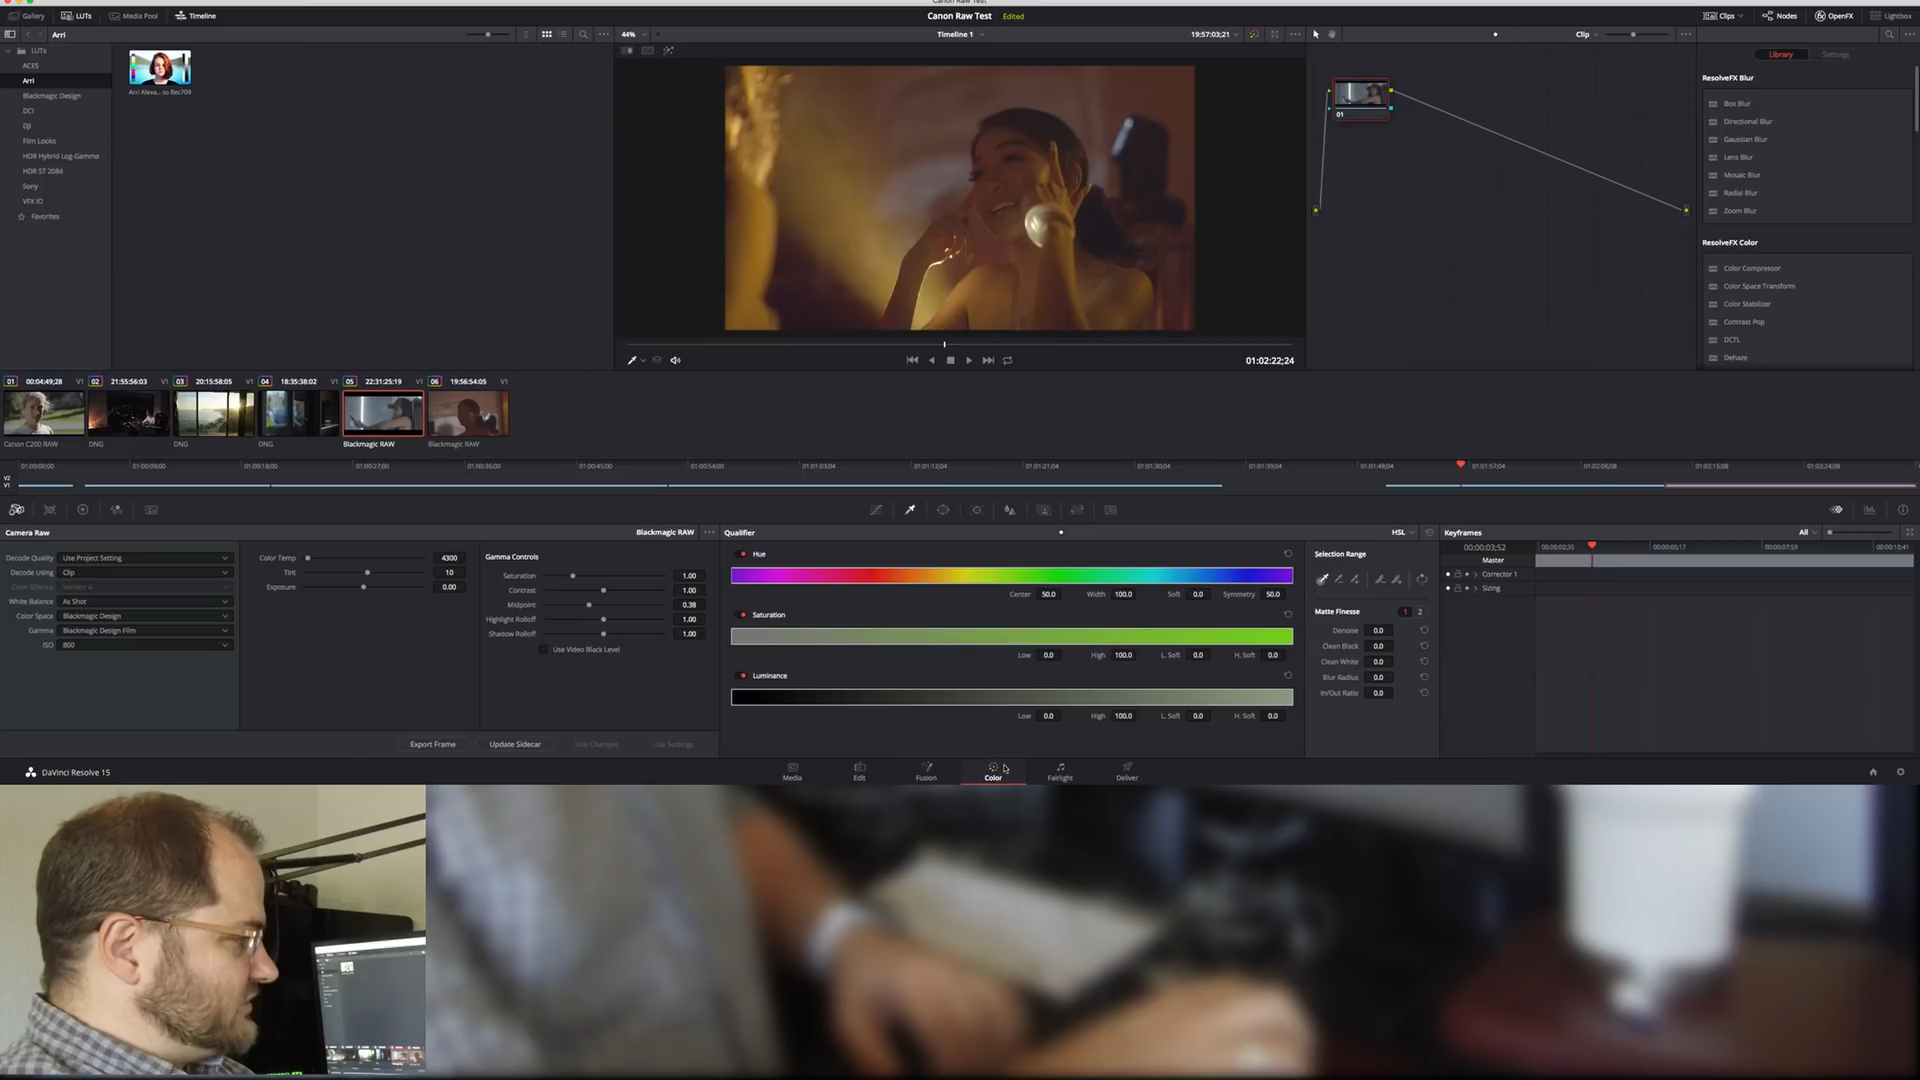 Canon Raw Test
Gallery LUTs Media Pool Timeline Canon Raw Test Edited Clips Nodes OpenFX Lightbox
Arri 44% Timeline 1 19:57:03;21 Clip
LUTs
ACES
Arri
Blackmagic Design
DCI
DJI
Film Looks
HDR Hybrid Log-Gamma
HDR ST 2084
Sony
VFX IO
Favorites
Arri Alexa... to Rec709
01
01:02:22;24
Library Settings
ResolveFX Blur
Box Blur
Directional Blur
Gaussian Blur
Lens Blur
Mosaic Blur
Radial Blur
Zoom Blur
ResolveFX Color
Color Compressor
Color Space Transform
Color Stabilizer
Contrast Pop
DCTL
Dehaze
01 00:04:49;28 V1 02 21:55:56:03 V1 03 20:15:58:05 V1 04 18:35:38:02 V1 05 22:31:25:19 V1 06 19:56:54:05 V1
Canon C200 RAW DNG DNG DNG Blackmagic RAW Blackmagic RAW
01:00:00;00 01:00:09;00 01:00:18;00 01:00:27;00 01:00:36;00 01:00:45;00 01:00:54;00 01:01:03;04 01:01:12;04 01:01:21;04 01:01:30;04 01:01:39;04 01:01:48;04 01:01:57;04 01:02:06;08 01:02:15;08 01:02:24;08
V2
V1
Camera Raw Blackmagic RAW
Decode Quality Use Project Setting
Decode Using Clip
Color Science Version 4
White Balance As Shot
Color Space Blackmagic Design
Gamma Blackmagic Design Film
ISO 800
Color Temp 4300
Tint 10
Exposure 0.00
Gamma Controls
Saturation 1.00
Contrast 1.00
Midpoint 0.38
Highlight Rolloff 1.00
Shadow Rolloff 1.00
Use Video Black Level
Export Frame Update Sidecar Use Changes Use Settings
Qualifier HSL
Hue
Center 50.0 Width 100.0 Soft 0.0 Symmetry 50.0
Saturation
Low 0.0 High 100.0 L. Soft 0.0 H. Soft 0.0
Luminance
Low 0.0 High 100.0 L. Soft 0.0 H. Soft 0.0
Selection Range
Matte Finesse 1 2
Denoise 0.0
Clean Black 0.0
Clean White 0.0
Blur Radius 0.0
In/Out Ratio 0.0
Keyframes All
00:00:03;52 00:00:02;35 00:00:05;17 00:00:07;59 00:00:10;41
Master
Corrector 1
Sizing
DaVinci Resolve 15 Media Edit Fusion Color Fairlight Deliver